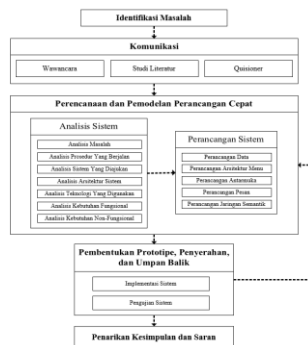 Identifikasi Masalah
Komunikasi
Wawancara
Studi Literatur
Quisioner
Perencanaan dan Pemodelan Perancangan Cepat
Analisis Sistem
Analisis Masalah
Analisis Prosedur Yang Berjalan
Analisis Sistem Yang Diajukan
Analisis Arsitektur Sistem
Analisis Teknologi Yang Digunakan
Analisis Kebutuhan Fungsional
Analisis Kebutuhan Non-Fungsional
Perancangan Sistem
Perancangan Data
Perancangan Arsitektur Menu
Perancangan Antarmuka
Perancangan Pesan
Perancangan Jaringan Semantik
Pembentukan Prototipe, Penyerahan,
dan Umpan Balik
Implementasi Sistem
Pengujian Sistem
Penarikan Kesimpulan dan Saran